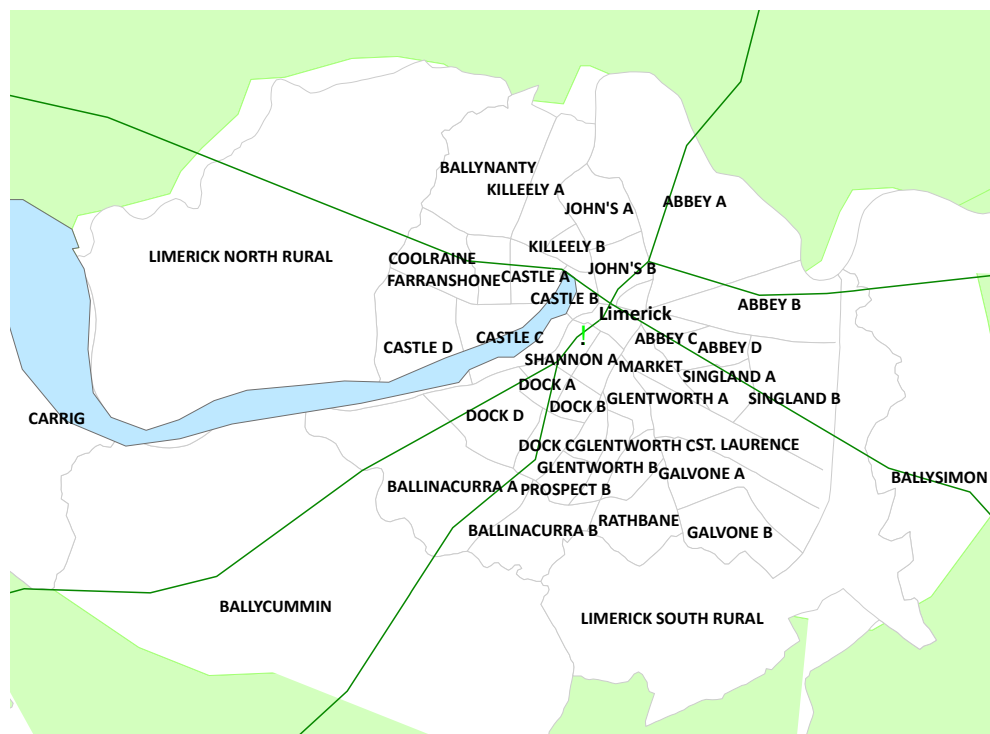 BALLYNANTY
KILLEELY A
ABBEY A
JOHN'S A
KILLEELY B
LIMERICK NORTH RURAL
COOLRAINE
JOHN'S B
CASTLE A
FARRANSHONE
CASTLE B
ABBEY B
Limerick
CASTLE C
ABBEY C
CASTLE D
ABBEY D
SHANNON A
MARKET
SINGLAND A
DOCK A
GLENTWORTH A
SINGLAND B
DOCK B
DOCK D
CARRIG
DOCK C
GLENTWORTH C
ST. LAURENCE
GLENTWORTH B
GALVONE A
BALLYSIMON
BALLINACURRA A
PROSPECT B
RATHBANE
BALLINACURRA B
GALVONE B
BALLYCUMMIN
LIMERICK SOUTH RURAL